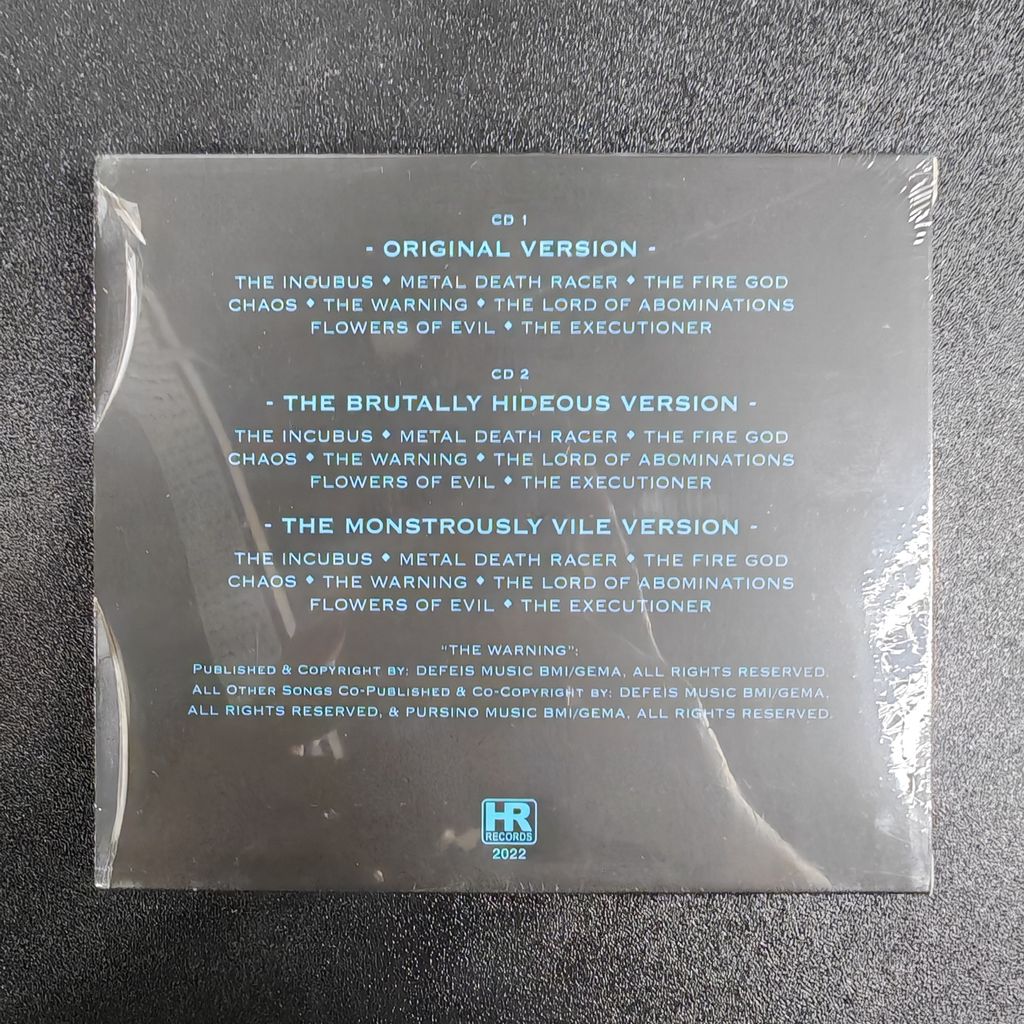 CD 1
- ORIGINAL VERSION -
THE INCUBUS ◆ METAL DEATH RACER ◆ THE FIRE GOD
CHAOS ◆ THE WARNING ◆ THE LORD OF ABOMINATIONS
FLOWERS OF EVIL ◆ THE EXECUTIONER
CD 2
- THE BRUTALLY HIDEOUS VERSION -
THE INCUBUS ◆ METAL DEATH RACER ◆ THE FIRE GOD
CHAOS ◆ THE WARNING ◆ THE LORD OF ABOMINATIONS
FLOWERS OF EVIL ◆ THE EXECUTIONER
- THE MONSTROUSLY VILE VERSION -
THE INCUBUS ◆ METAL DEATH RACER ◆ THE FIRE GOD
CHAOS ◆ THE WARNING ◆ THE LORD OF ABOMINATIONS
FLOWERS OF EVIL ◆ THE EXECUTIONER
"THE WARNING":
PUBLISHED & COPYRIGHT BY: DEFEIS MUSIC BMI/GEMA, ALL RIGHTS RESERVED.
ALL OTHER SONGS CO-PUBLISHED & CO-COPYRIGHT BY: DEFEIS MUSIC BMI/GEMA,
ALL RIGHTS RESERVED, & PURSINO MUSIC BMI/GEMA, ALL RIGHTS RESERVED.
HR
RECORDS
2022